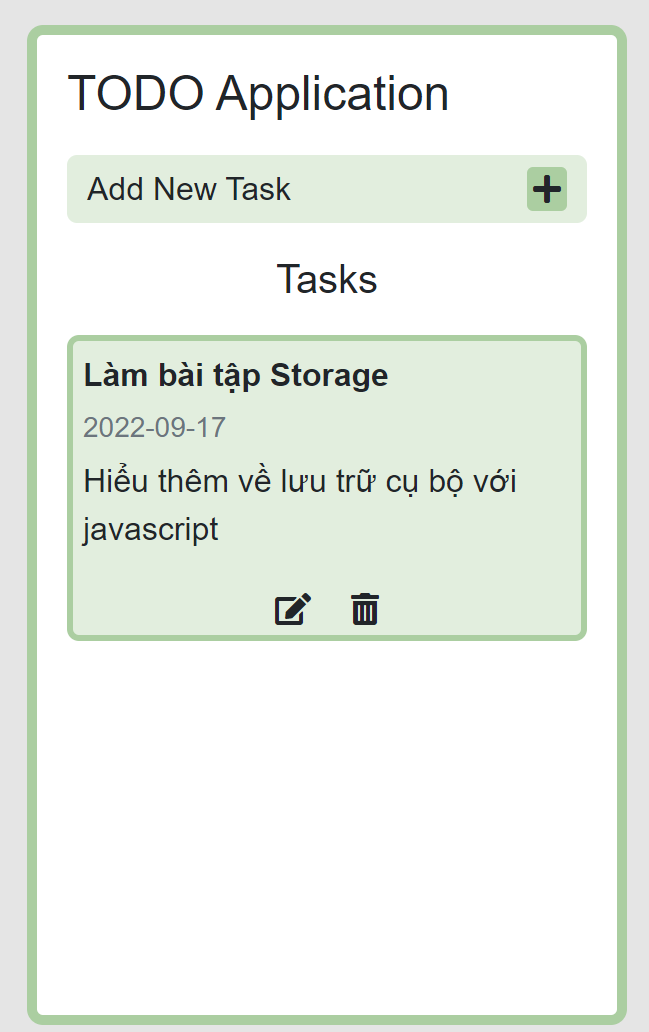 TODO Application
Add New Task
Tasks
Làm bài tập Storage
2022-09-17
Hiểu thêm về lưu trữ cụ bộ với
javascript